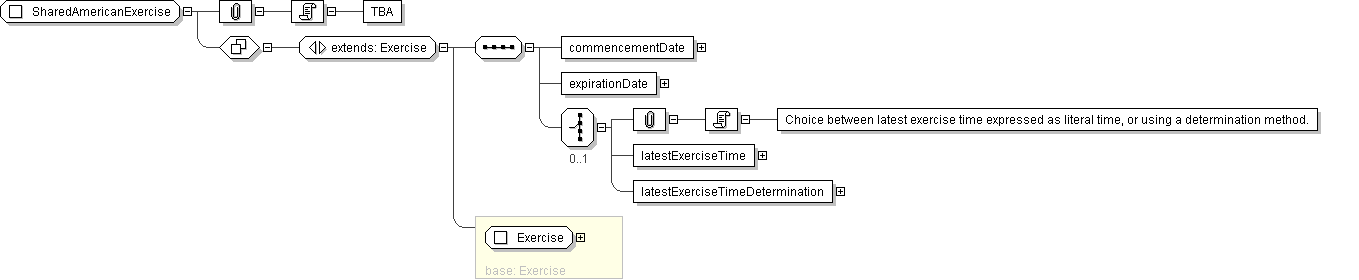 SharedAmericanExercise
TBA
extends: Exercise
commencementDate
expirationDate
0..1
Choice between latest exercise time expressed as literal time, or using a determination method.
latestExerciseTime
latestExerciseTimeDetermination
Exercise
base: Exercise